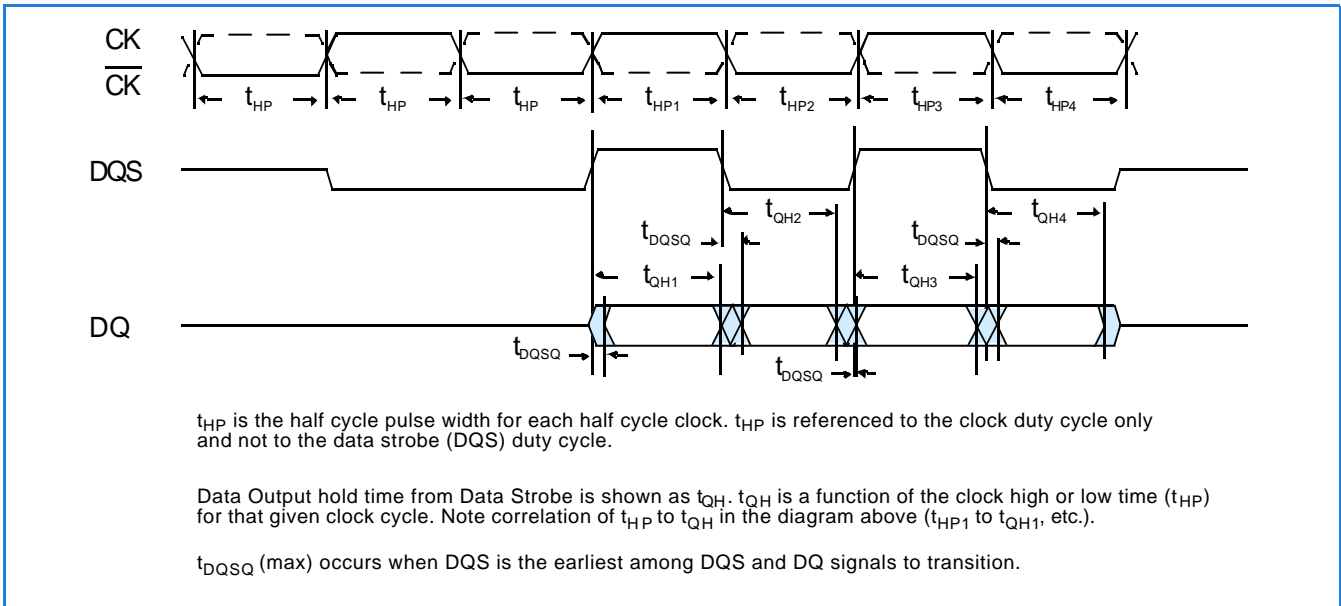 CK
CK
tHP tHP tHP tHP1 tHP2 tHP3 tHP4
DQS
tQH2 tQH4
tDQSQ tDQSQ
tQH1 tQH3
DQ
tDQSQ tDQSQ
tHP is the half cycle pulse width for each half cycle clock. tHP is referenced to the clock duty cycle only
and not to the data strobe (DQS) duty cycle.
Data Output hold time from Data Strobe is shown as tQH. tQH is a function of the clock high or low time (tHP)
for that given clock cycle. Note correlation of tHP to tQH in the diagram above (tHP1 to tQH1, etc.).
tDQSQ (max) occurs when DQS is the earliest among DQS and DQ signals to transition.